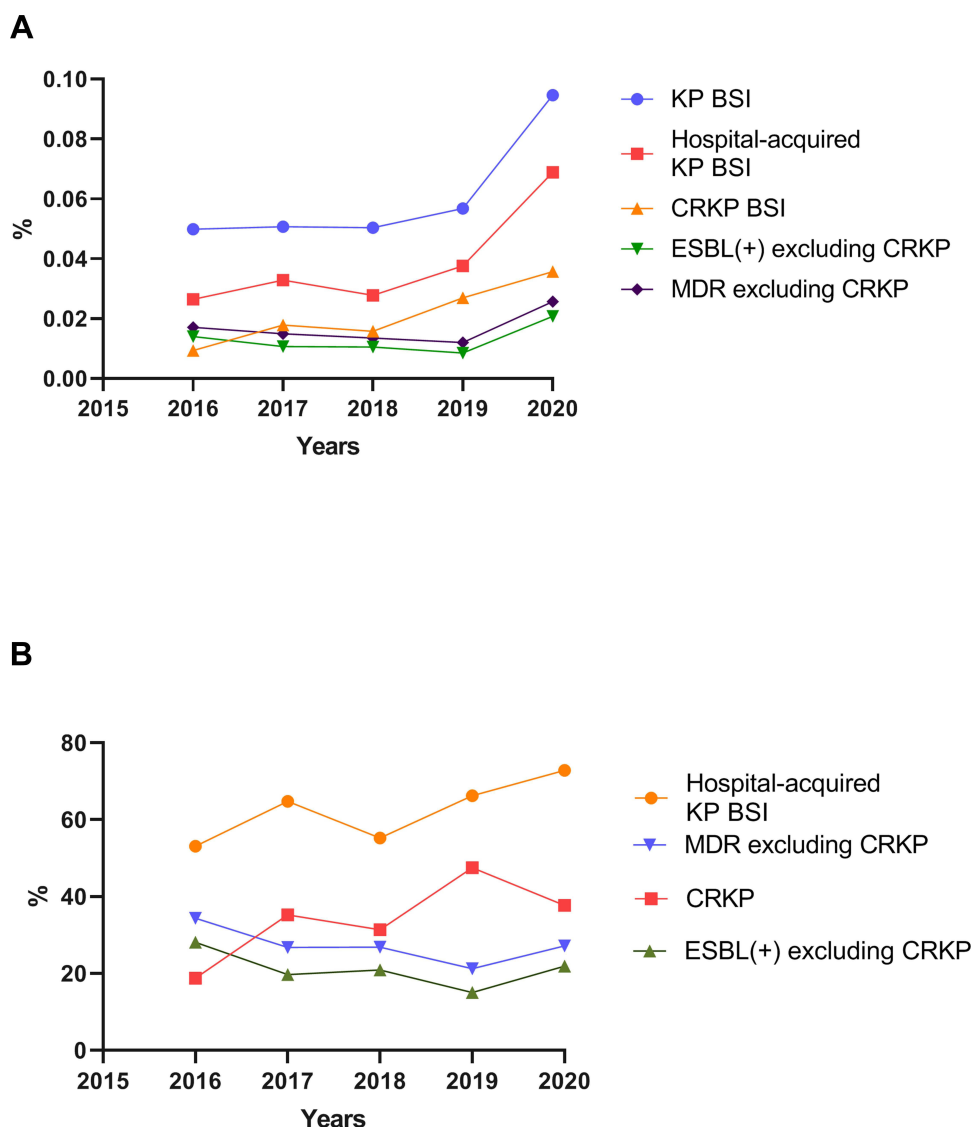 A
0.10
0.08
0.06
0.04
0.02
0.00
%
2015 2016 2017 2018 2019 2020
Years
KP BSI
Hospital-acquired
KP BSI
CRKP BSI
ESBL(+) excluding CRKP
MDR excluding CRKP
B
80
60
40
20
0
%
2015 2016 2017 2018 2019 2020
Years
Hospital-acquired
KP BSI
MDR excluding CRKP
CRKP
ESBL(+) excluding CRKP